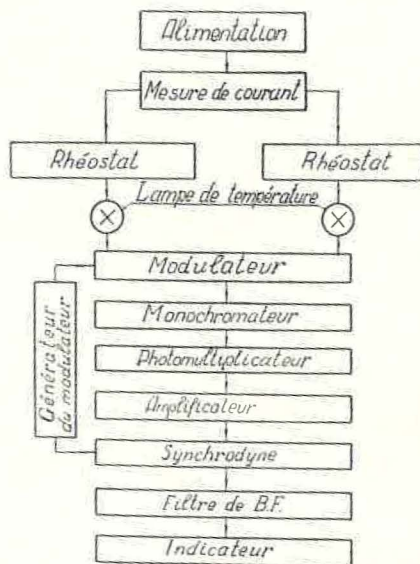 Alimentation
Mesure de courant
Rhéostat
Rhéostat
Lampe de température
Modulateur
Générateur
du modulateur
Monochromateur
Photomultiplicateur
Amplificateur
Synchrodyne
Filtre de B.F.
Indicateur